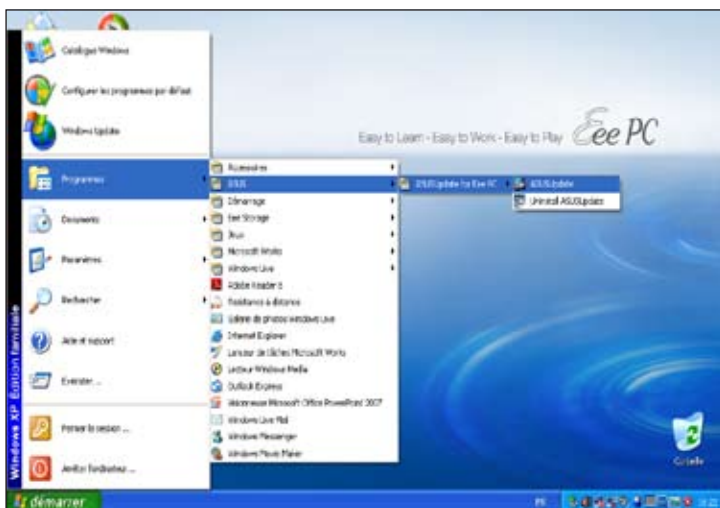 Catalogue Windows
Configurer les programmes par défaut
Windows Update
Programmes
Documents
Paramètres
Rechercher
Aide et support
Exécuter...
Fermer la session ...
Arrêter l'ordinateur ...
Windows XP Édition familiale
démarrer
Accessoires
ASUS
Démarrage
Eee Storage
Jeux
Microsoft Works
Windows Live
Adobe Reader 8
Assistance à distance
Galerie de photos Windows Live
Internet Explorer
Lanceur de tâches Microsoft Works
Lecteur Windows Media
Outlook Express
Visionneuse Microsoft Office PowerPoint 2007
Windows Live Mail
Windows Messenger
Windows Movie Maker
ASUSUpdate for Eee PC
ASUSUpdate
Uninstall ASUSUpdate
Easy to Learn - Easy to Work - Easy to Play Eee PC
Corbeille
FR